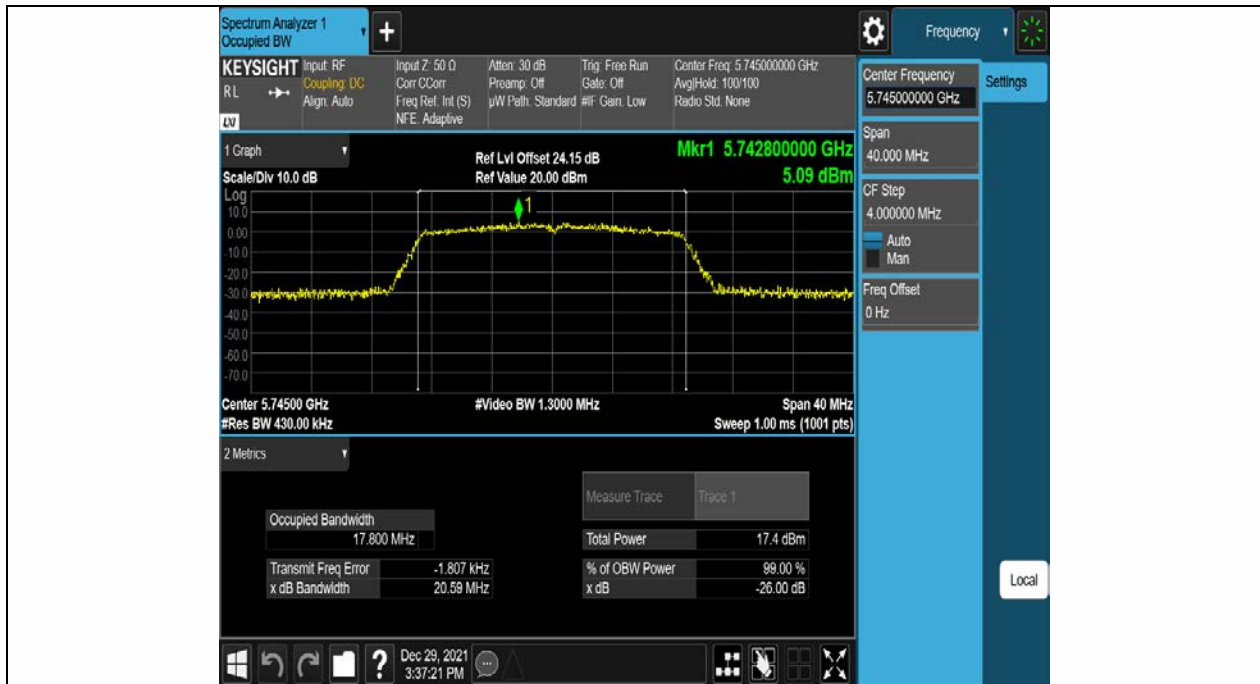 Spectrum Analyzer 1
Occupied BW
+
Frequency
KEYSIGHT
RL
LXI
Input: RF
Coupling: DC
Align: Auto
Input Z: 50 Ω
Corr CCorr
Freq Ref: Int (S)
NFE: Adaptive
Atten: 30 dB
Preamp: Off
µW Path: Standard
Trig: Free Run
Gate: Off
#IF Gain: Low
Center Freq: 5.745000000 GHz
Avg|Hold: 100/100
Radio Std: None
1 Graph
Scale/Div 10.0 dB
Ref Lvl Offset 24.15 dB
Ref Value 20.00 dBm
Mkr1 5.742800000 GHz
5.09 dBm
Log
10.0
0.00
-10.0
-20.0
-30.0
-40.0
-50.0
-60.0
-70.0
1
Center 5.74500 GHz
#Res BW 430.00 kHz
#Video BW 1.3000 MHz
Span 40 MHz
Sweep 1.00 ms (1001 pts)
2 Metrics
Measure Trace Trace 1
Occupied Bandwidth
17.800 MHz
Total Power 17.4 dBm
Transmit Freq Error -1.807 kHz
% of OBW Power 99.00 %
x dB Bandwidth 20.59 MHz
x dB -26.00 dB
Center Frequency
5.745000000 GHz
Settings
Span
40.000 MHz
CF Step
4.000000 MHz
Auto
Man
Freq Offset
0 Hz
Local
?
Dec 29, 2021
3:37:21 PM